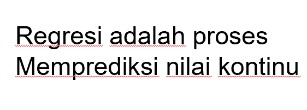 Regresi adalah proses
Memprediksi nilai kontinu